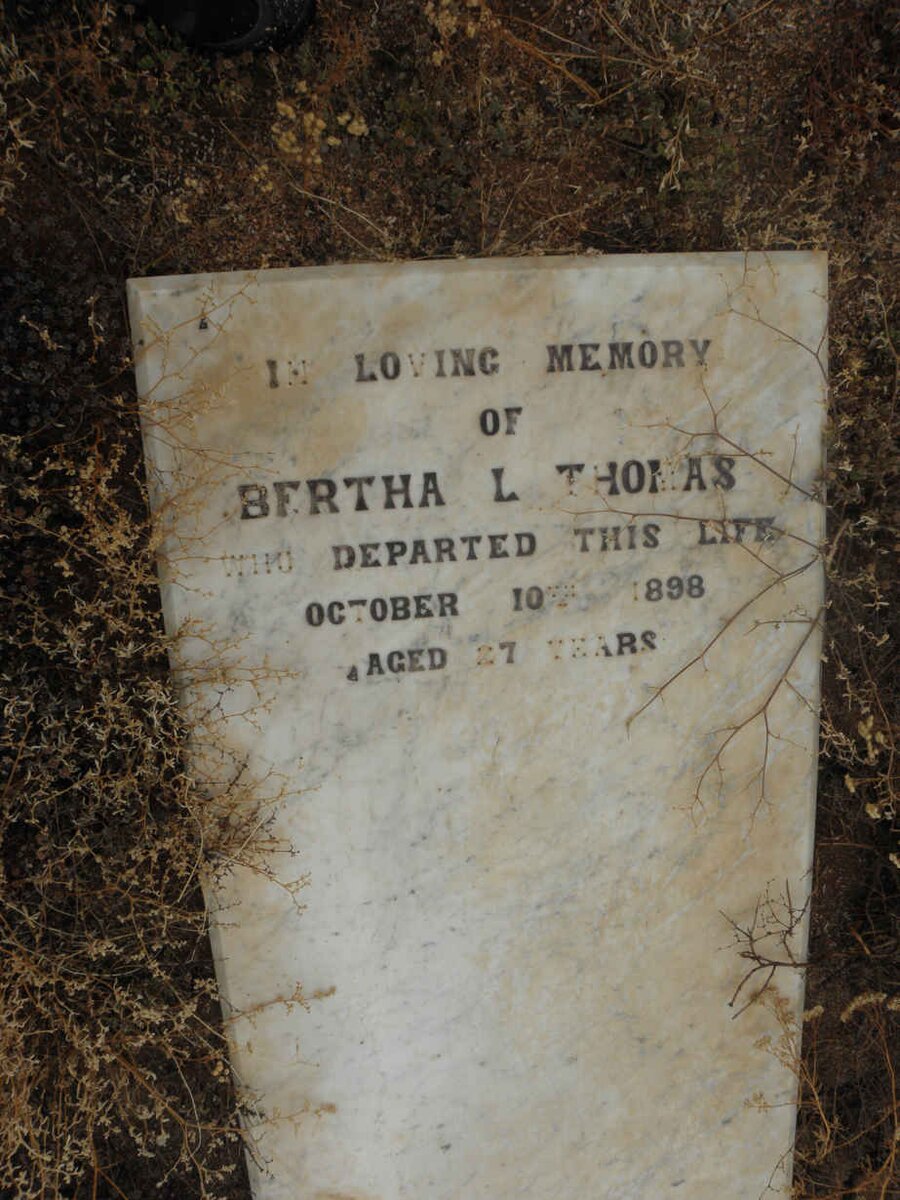 IN LOVING MEMORY
OF
BERTHA L THOMAS
WHO DEPARTED THIS LIFE
OCTOBER 10TH 1898
AGED 27 YEARS